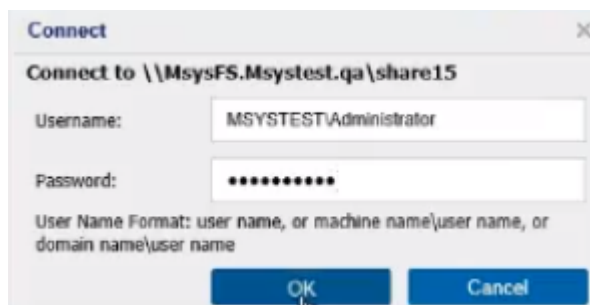 Connect
Connect to \\MsysFS.Msystest.qa\share15
Username: MSYSTEST\Administrator
Password: ••••••••••
User Name Format: user name, or machine name\user name, or
domain name\user name
OK Cancel